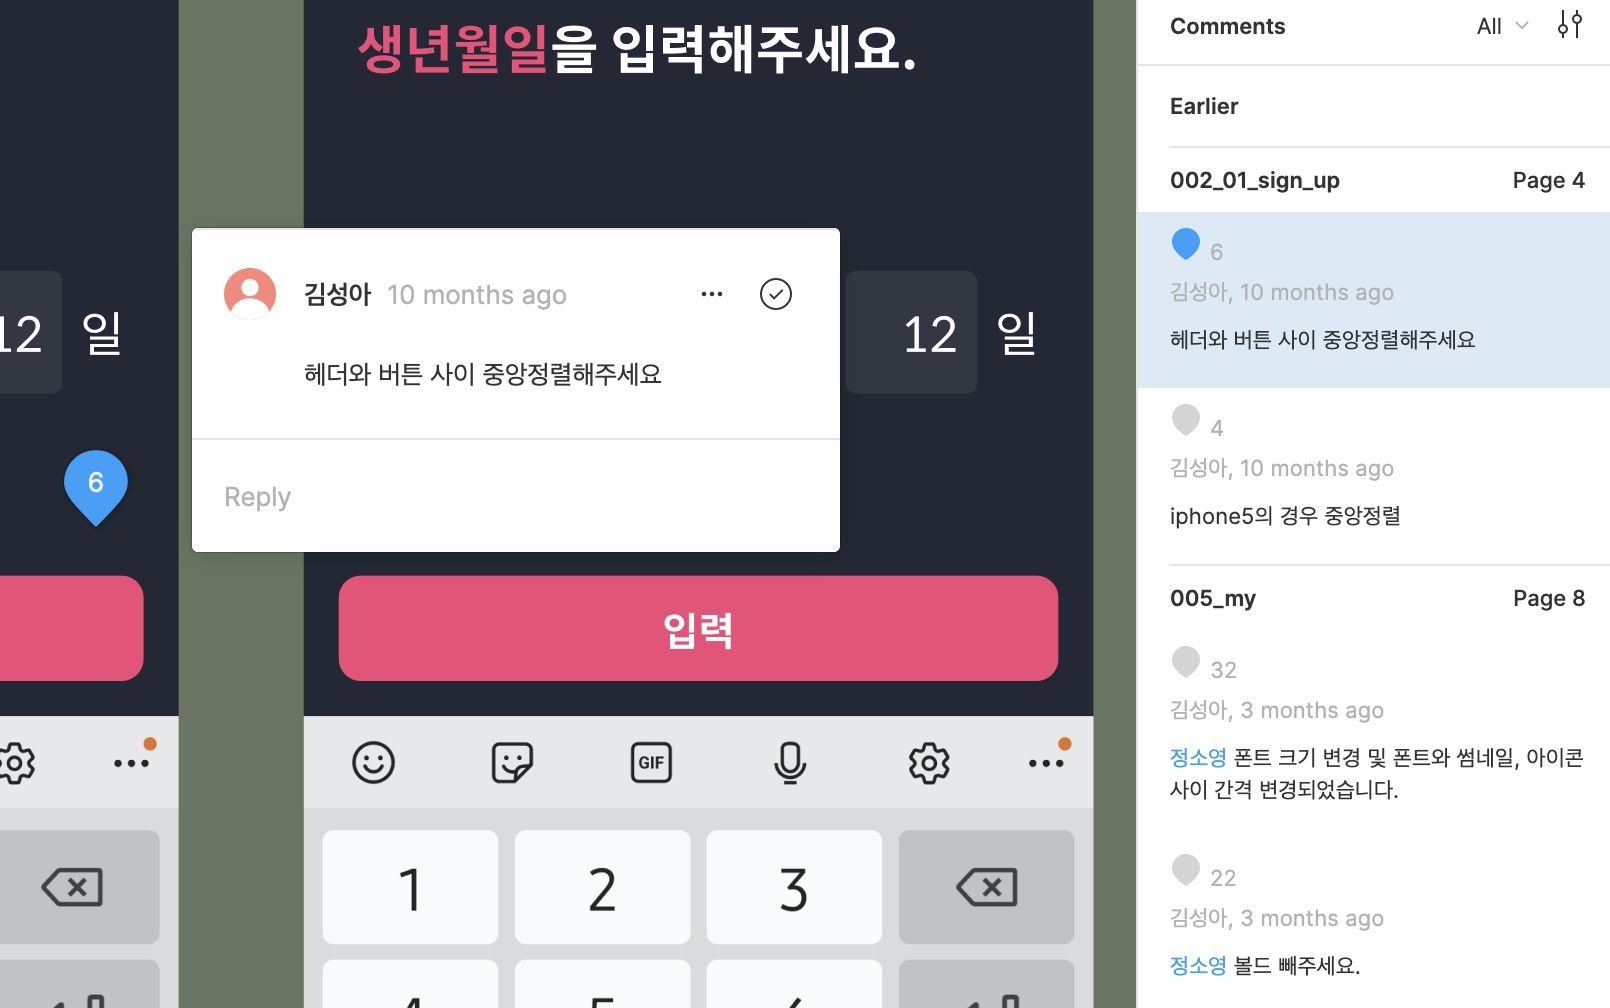 생년월일을 입력해주세요.
12 일
12 일
김성아 10 months ago
헤더와 버튼 사이 중앙정렬해주세요
Reply
6
입력
GIF
1 2 3
Comments All
Earlier
002_01_sign_up Page 4
6
김성아, 10 months ago
헤더와 버튼 사이 중앙정렬해주세요
4
김성아, 10 months ago
iphone5의 경우 중앙정렬
005_my Page 8
32
김성아, 3 months ago
정소영 폰트 크기 변경 및 폰트와 썸네일, 아이콘
사이 간격 변경되었습니다.
22
김성아, 3 months ago
정소영 볼드 빼주세요.